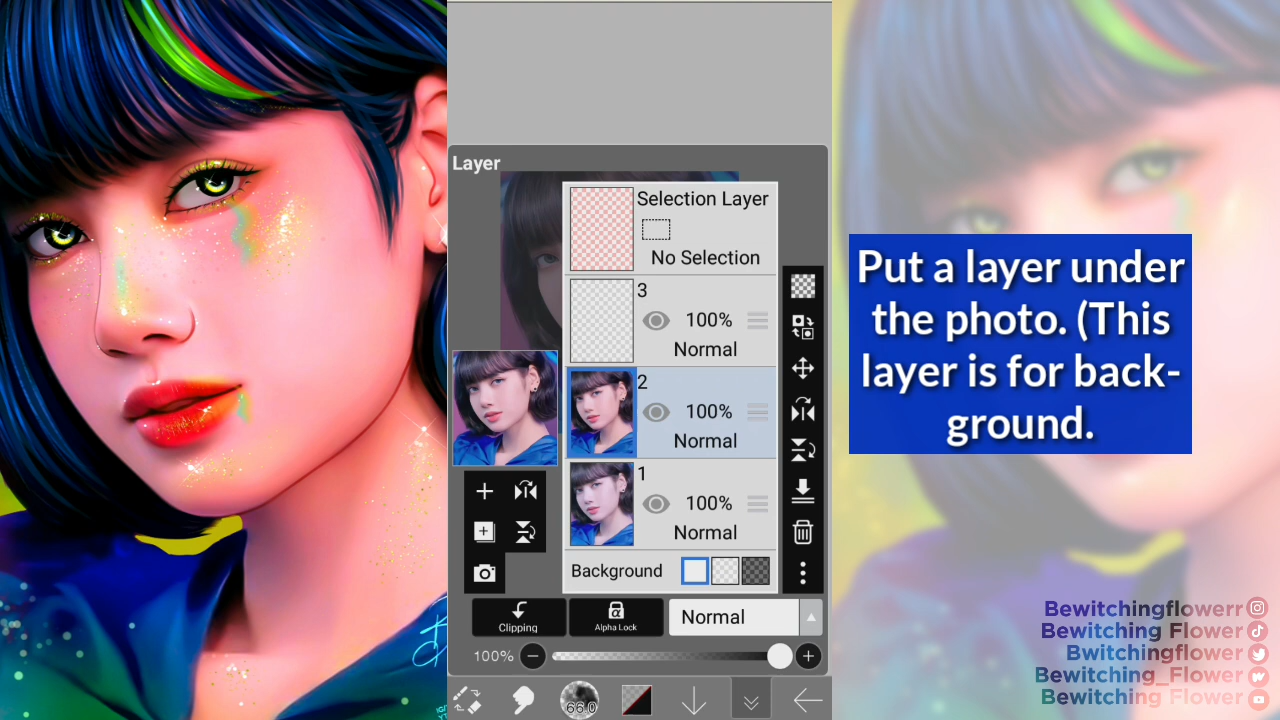 Layer
Selection Layer
No Selection
3
100%
Normal
2
100%
Normal
1
100%
Normal
Background
Clipping
α
Alpha Lock
Normal
100%
66.0
Put a layer under
the photo. (This
layer is for back-
ground.
Bewitchingflowerr
Bewitching Flower
Bwitchingflower
Bewitching_Flower
Bewitching Flower